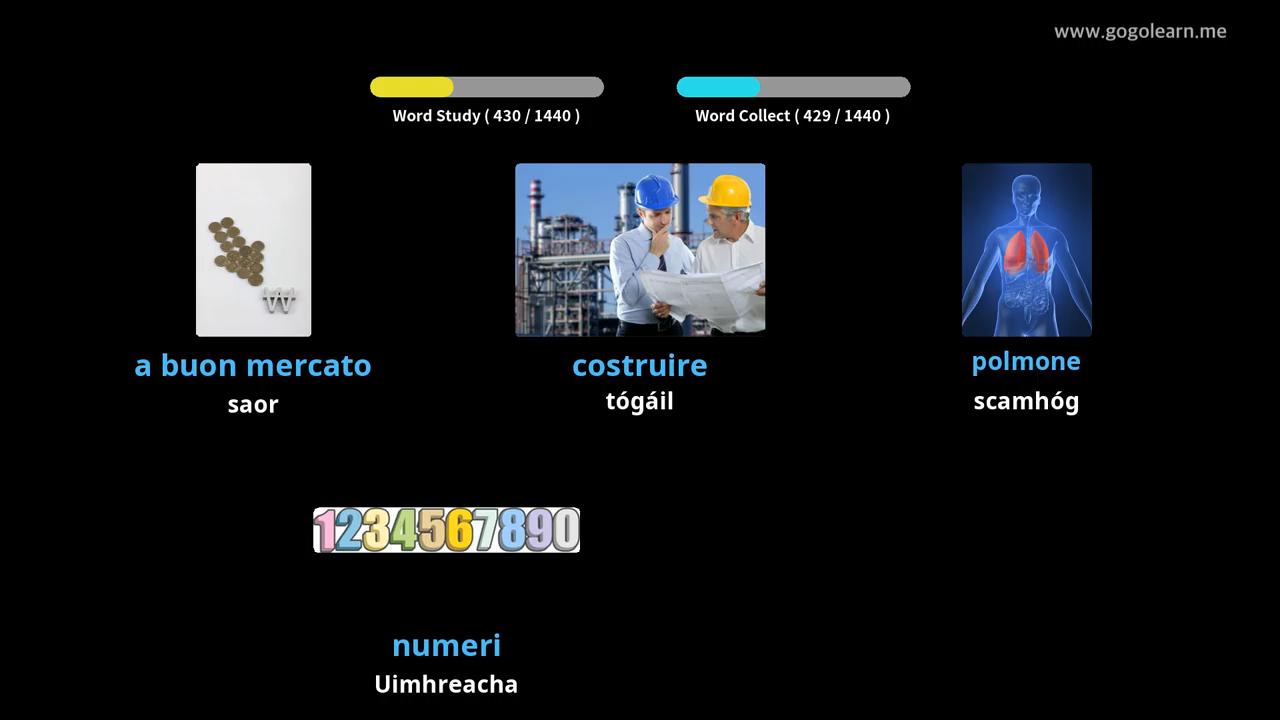 www.gogolearn.me
Word Study ( 430 / 1440 )
Word Collect ( 429 / 1440 )
a buon mercato
saor
costruire
tógáil
polmone
scamhóg
1234567890
numeri
Uimhreacha